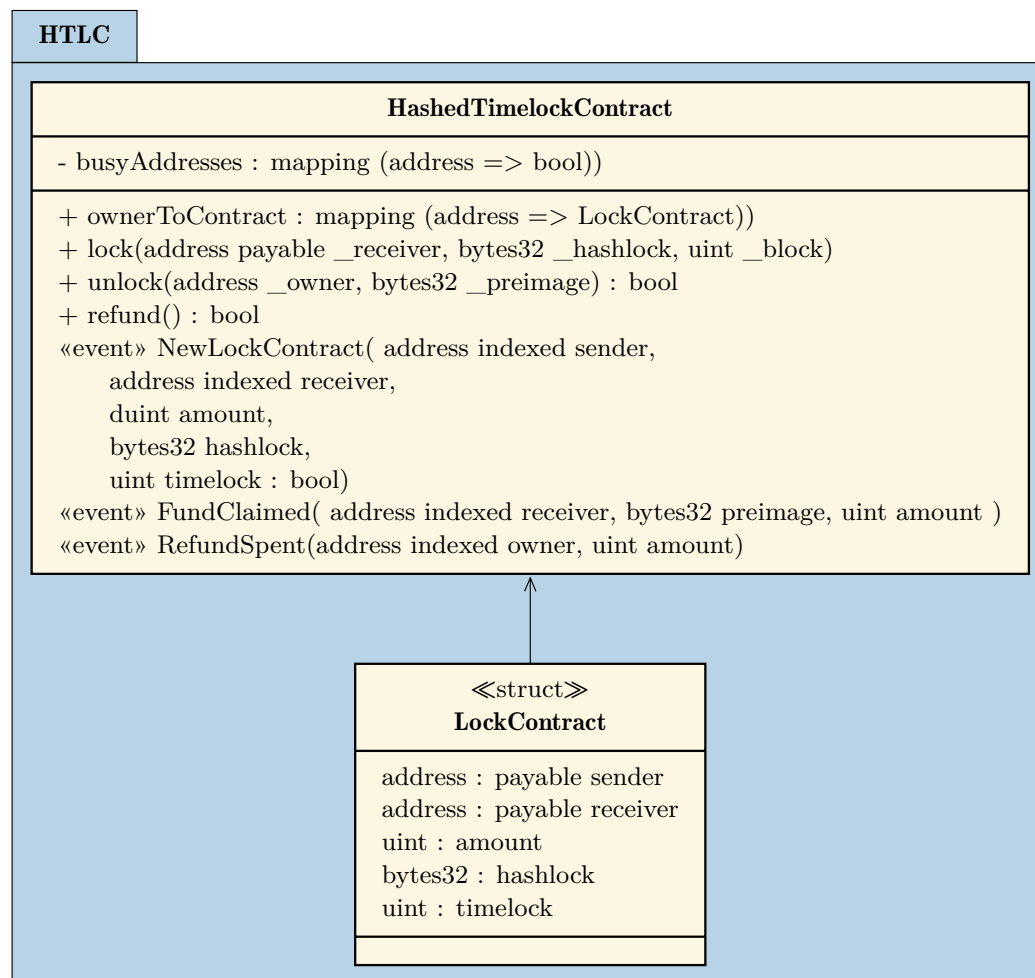 HTLC
HashedTimelockContract
- busyAddresses : mapping (address => bool))
+ ownerToContract : mapping (address => LockContract))
+ lock(address payable _receiver, bytes32 _hashlock, uint _block)
+ unlock(address _owner, bytes32 _preimage) : bool
+ refund() : bool
«event» NewLockContract( address indexed sender,
address indexed receiver,
duint amount,
bytes32 hashlock,
uint timelock : bool)
«event» FundClaimed( address indexed receiver, bytes32 preimage, uint amount )
«event» RefundSpent(address indexed owner, uint amount)
≪struct≫
LockContract
address : payable sender
address : payable receiver
uint : amount
bytes32 : hashlock
uint : timelock